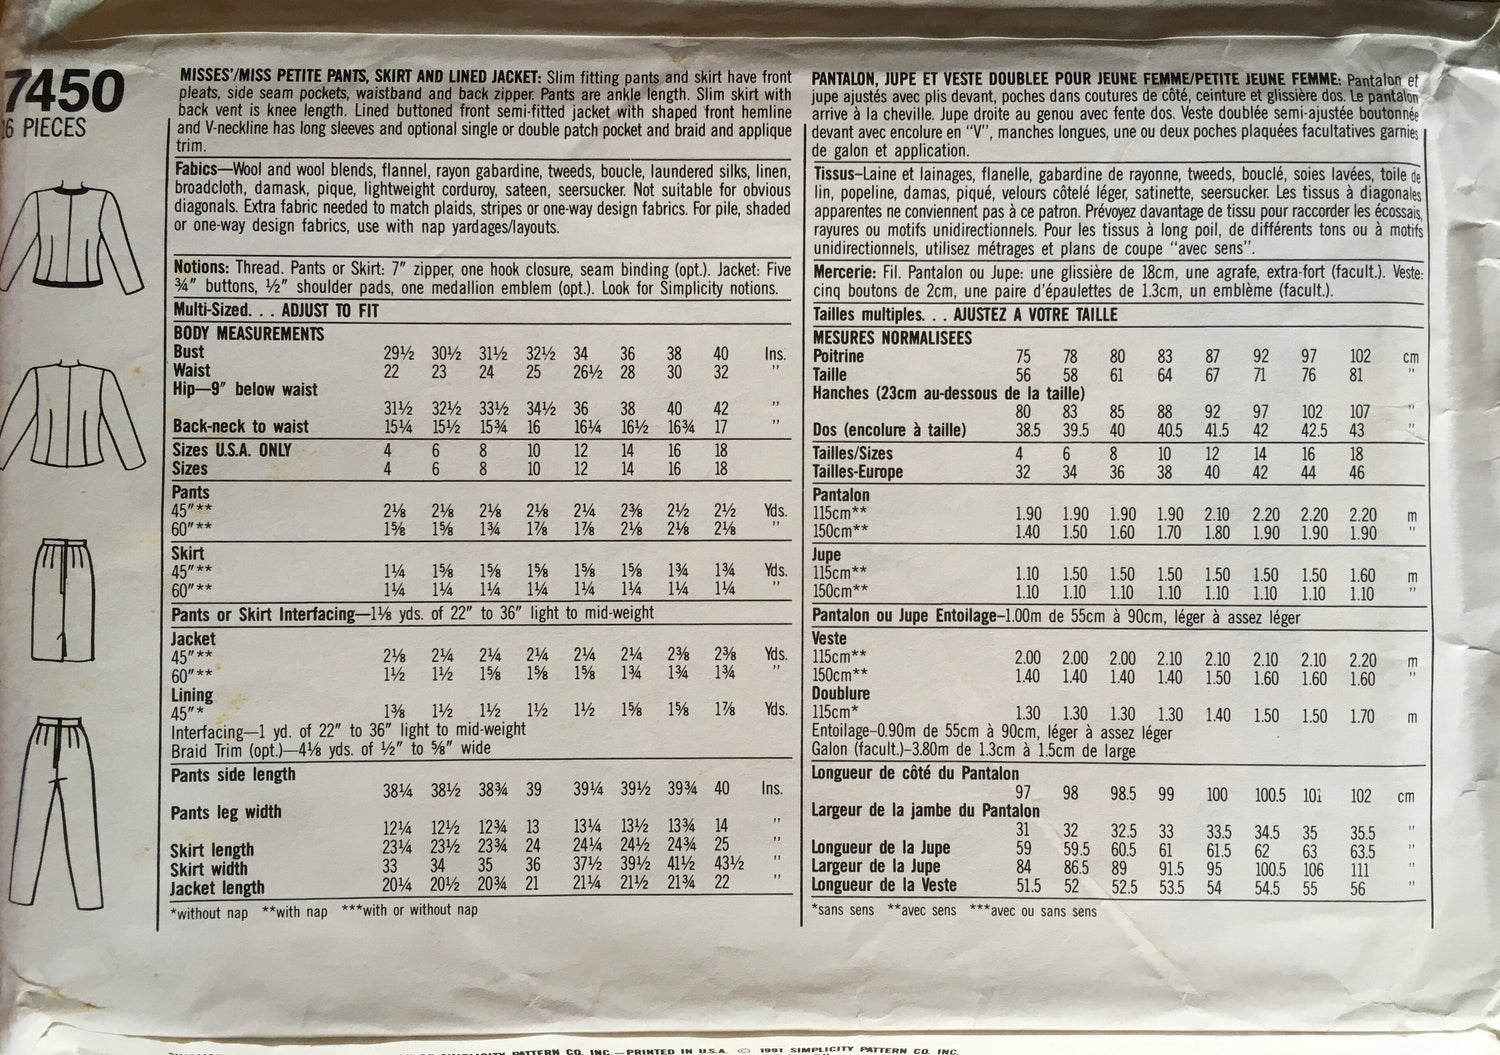 7450
16 PIECES
MISSES'/MISS PETITE PANTS, SKIRT AND LINED JACKET: Slim fitting pants and skirt have front
pleats, side seam pockets, waistband and back zipper. Pants are ankle length. Slim skirt with
back vent is knee length. Lined buttoned front semi-fitted jacket with shaped front hemline
and V-neckline has long sleeves and optional single or double patch pocket and braid and applique
trim.
Fabics—Wool and wool blends, flannel, rayon gabardine, tweeds, boucle, laundered silks, linen,
broadcloth, damask, pique, lightweight corduroy, sateen, seersucker. Not suitable for obvious
diagonals. Extra fabric needed to match plaids, stripes or one-way design fabrics. For pile, shaded
or one-way design fabrics, use with nap yardages/layouts.
Notions: Thread. Pants or Skirt: 7" zipper, one hook closure, seam binding (opt.). Jacket: Five
¾" buttons, ½" shoulder pads, one medallion emblem (opt.). Look for Simplicity notions.
Multi-Sized. . . ADJUST TO FIT
BODY MEASUREMENTS
Bust 29½ 30½ 31½ 32½ 34 36 38 40 Ins.
Waist 22 23 24 25 26½ 28 30 32 "
Hip—9" below waist
31½ 32½ 33½ 34½ 36 38 40 42 "
Back-neck to waist 15¼ 15½ 15¾ 16 16¼ 16½ 16¾ 17 "
Sizes U.S.A. ONLY 4 6 8 10 12 14 16 18
Sizes 4 6 8 10 12 14 16 18
Pants
45"** 2⅛ 2⅛ 2⅛ 2⅛ 2¼ 2⅜ 2½ 2½ Yds.
60"** 1⅝ 1⅝ 1¾ 1⅞ 1⅞ 2⅛ 2⅛ 2⅛ "
Skirt
45"** 1¼ 1⅝ 1⅝ 1⅝ 1⅝ 1⅝ 1¾ 1¾ Yds.
60"** 1¼ 1¼ 1¼ 1¼ 1¼ 1¼ 1¼ 1¼ "
Pants or Skirt Interfacing—1⅛ yds. of 22" to 36" light to mid-weight
Jacket
45"** 2⅛ 2¼ 2¼ 2¼ 2¼ 2¼ 2⅜ 2⅜ Yds.
60"** 1½ 1½ 1⅝ 1⅝ 1⅝ 1¾ 1¾ 1¾ "
Lining
45"* 1⅜ 1½ 1½ 1½ 1½ 1⅝ 1⅝ 1⅞ Yds.
Interfacing—1 yd. of 22" to 36" light to mid-weight
Braid Trim (opt.)—4⅛ yds. of ½" to ⅝" wide
Pants side length
38¼ 38½ 38¾ 39 39¼ 39½ 39¾ 40 Ins.
Pants leg width
12¼ 12½ 12¾ 13 13¼ 13½ 13¾ 14 "
Skirt length 23¼ 23½ 23¾ 24 24¼ 24½ 24¾ 25 "
Skirt width 33 34 35 36 37½ 39½ 41½ 43½ "
Jacket length 20¼ 20½ 20¾ 21 21¼ 21½ 21¾ 22 "
*without nap **with nap ***with or without nap
PANTALON, JUPE ET VESTE DOUBLEE POUR JEUNE FEMME/PETITE JEUNE FEMME: Pantalon et
jupe ajustés avec plis devant, poches dans coutures de côté, ceinture et glissière dos. Le pantalon
arrive à la cheville. Jupe droite au genou avec fente dos. Veste doublée semi-ajustée boutonnée
devant avec encolure en "V", manches longues, une ou deux poches plaquées facultatives garnies
de galon et application.
Tissus–Laine et lainages, flanelle, gabardine de rayonne, tweeds, bouclé, soies lavées, toile de
lin, popeline, damas, piqué, velours côtelé léger, satinette, seersucker. Les tissus à diagonales
apparentes ne conviennent pas à ce patron. Prévoyez davantage de tissu pour raccorder les écossais,
rayures ou motifs unidirectionnels. Pour les tissus à long poil, de différents tons ou à motifs
unidirectionnels, utilisez métrages et plans de coupe "avec sens".
Mercerie: Fil. Pantalon ou Jupe: une glissière de 18cm, une agrafe, extra-fort (facult.). Veste:
cinq boutons de 2cm, une paire d'épaulettes de 1.3cm, un emblème (facult.).
Tailles multiples. . . AJUSTEZ A VOTRE TAILLE
MESURES NORMALISEES
Poitrine 75 78 80 83 87 92 97 102 cm
Taille 56 58 61 64 67 71 76 81 "
Hanches (23cm au-dessous de la taille)
80 83 85 88 92 97 102 107 "
Dos (encolure à taille) 38.5 39.5 40 40.5 41.5 42 42.5 43 "
Tailles/Sizes 4 6 8 10 12 14 16 18
Tailles-Europe 32 34 36 38 40 42 44 46
Pantalon
115cm** 1.90 1.90 1.90 1.90 2.10 2.20 2.20 2.20 m
150cm** 1.40 1.50 1.60 1.70 1.80 1.90 1.90 1.90 "
Jupe
115cm** 1.10 1.50 1.50 1.50 1.50 1.50 1.50 1.60 m
150cm** 1.10 1.10 1.10 1.10 1.10 1.10 1.10 1.10 "
Pantalon ou Jupe Entoilage–1.00m de 55cm à 90cm, léger à assez léger
Veste
115cm** 2.00 2.00 2.00 2.10 2.10 2.10 2.10 2.20 m
150cm** 1.40 1.40 1.40 1.40 1.50 1.60 1.60 1.60 "
Doublure
115cm* 1.30 1.30 1.30 1.30 1.40 1.50 1.50 1.70 m
Entoilage–0.90m de 55cm à 90cm, léger à assez léger
Galon (facult.)–3.80m de 1.3cm à 1.5cm de large
Longueur de côté du Pantalon
97 98 98.5 99 100 100.5 101 102 cm
Largeur de la jambe du Pantalon
31 32 32.5 33 33.5 34.5 35 35.5 "
Longueur de la Jupe 59 59.5 60.5 61 61.5 62 63 63.5 "
Largeur de la Jupe 84 86.5 89 91.5 95 100.5 106 111 "
Longueur de la Veste 51.5 52 52.5 53.5 54 54.5 55 56 "
*sans sens **avec sens ***avec ou sans sens
PATTERN CO. INC.—PRINTED IN U.S.A. © 1991 SIMPLICITY PATTERN CO. INC.